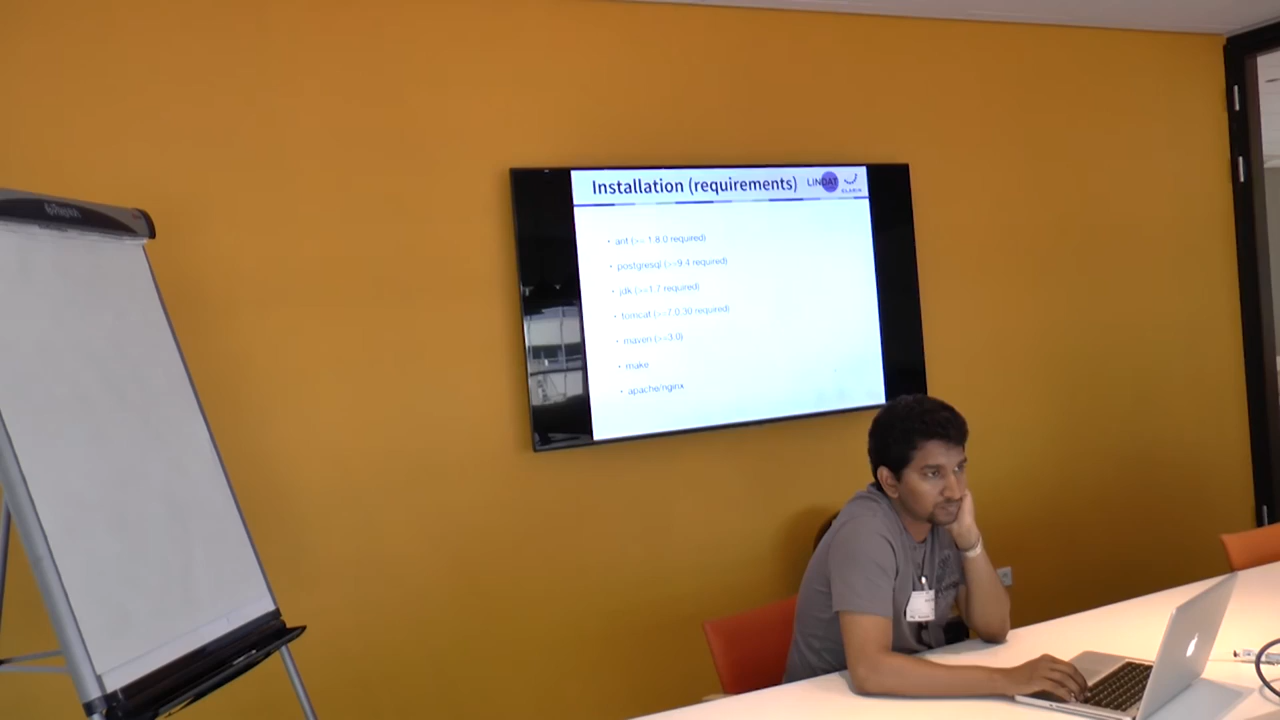 Installation (requirements)
LINDAT
CLARIN
• ant (>= 1.8.0 required)
• postgresql (>=9.4 required)
• jdk (>=1.7 required)
• tomcat (>=7.0.30 required)
• maven (>=3.0)
• make
• apache/nginx